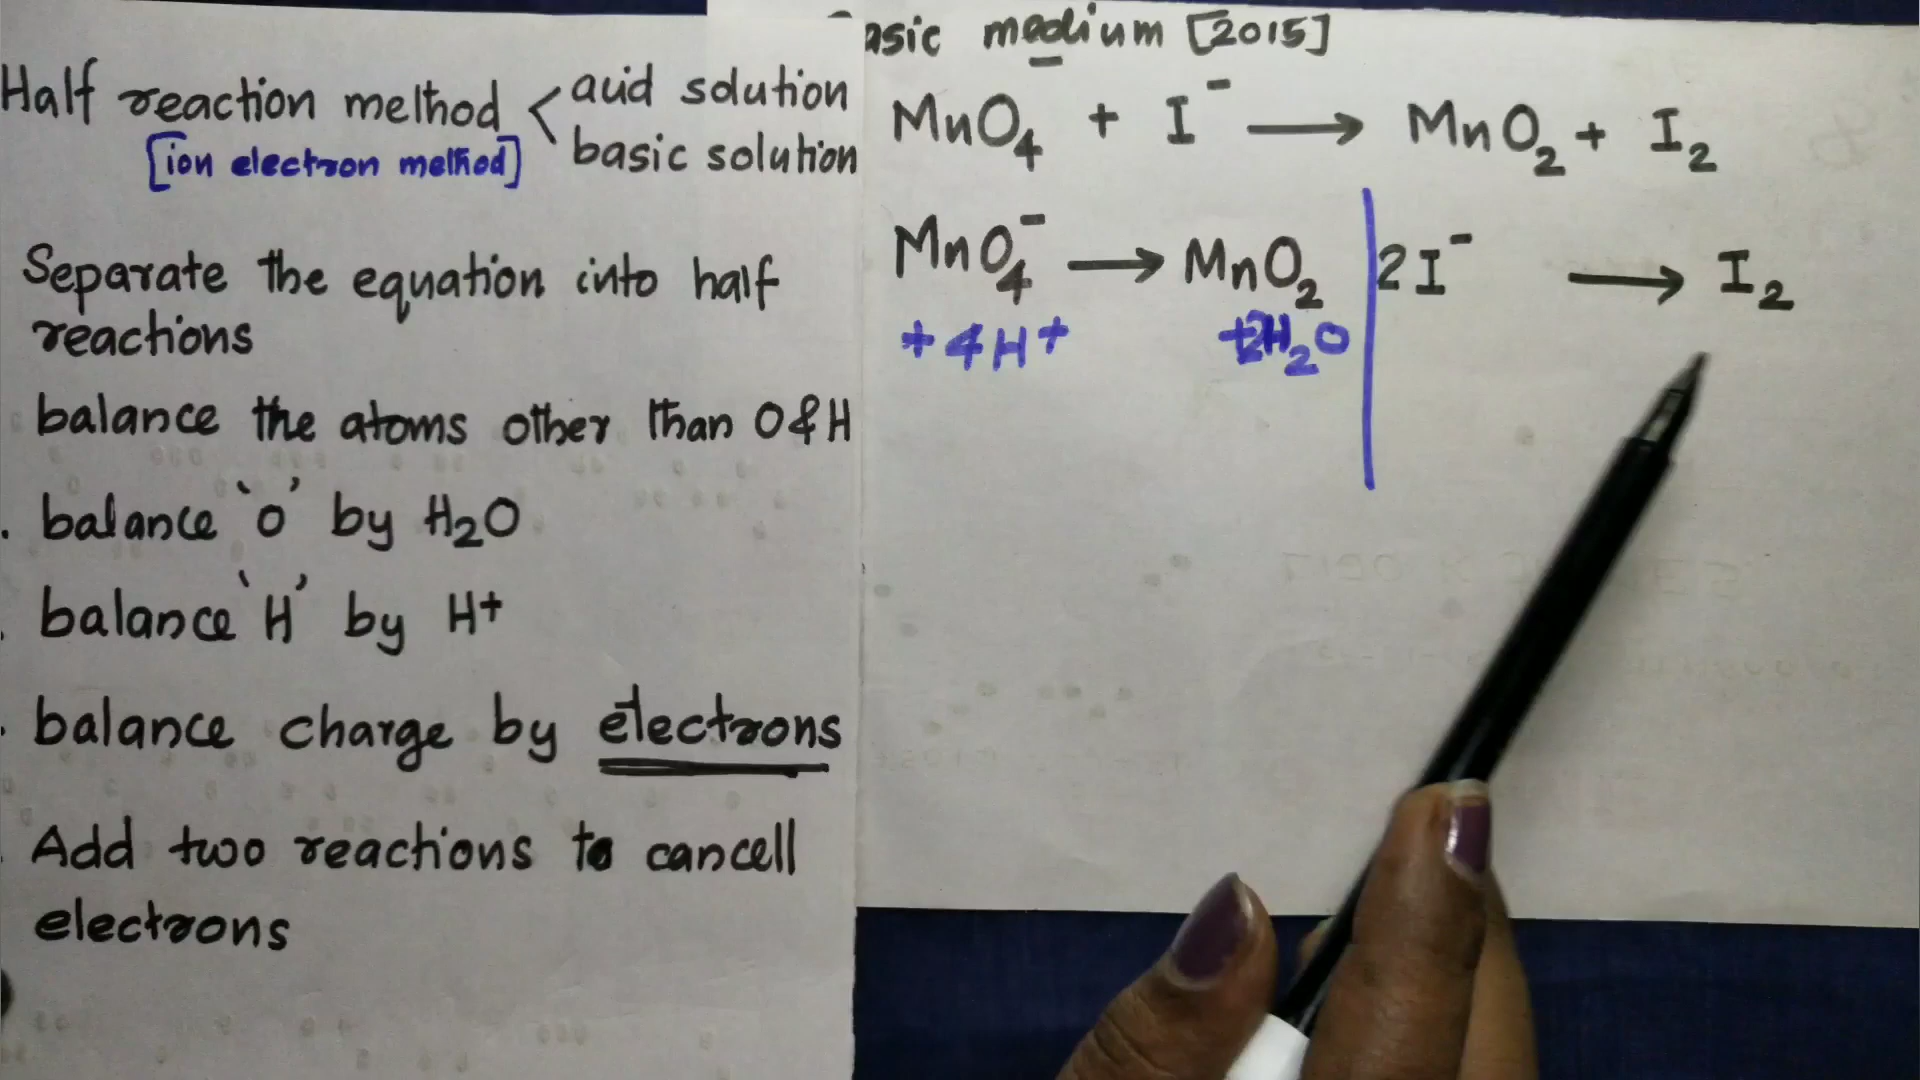 Half reaction method < acid solution
basic solution
[ion electron method]
Separate the equation into half
reactions
balance the atoms other than O & H
. balance 'O' by H₂O
. balance 'H' by H+
. balance charge by electrons
. Add two reactions to cancell
electrons
asic medium [2015]
MnO₄⁻ + I⁻ ⟶ MnO₂ + I₂
MnO₄⁻ ⟶ MnO₂ | 2I⁻ ⟶ I₂
+ 4H⁺ +2H₂O